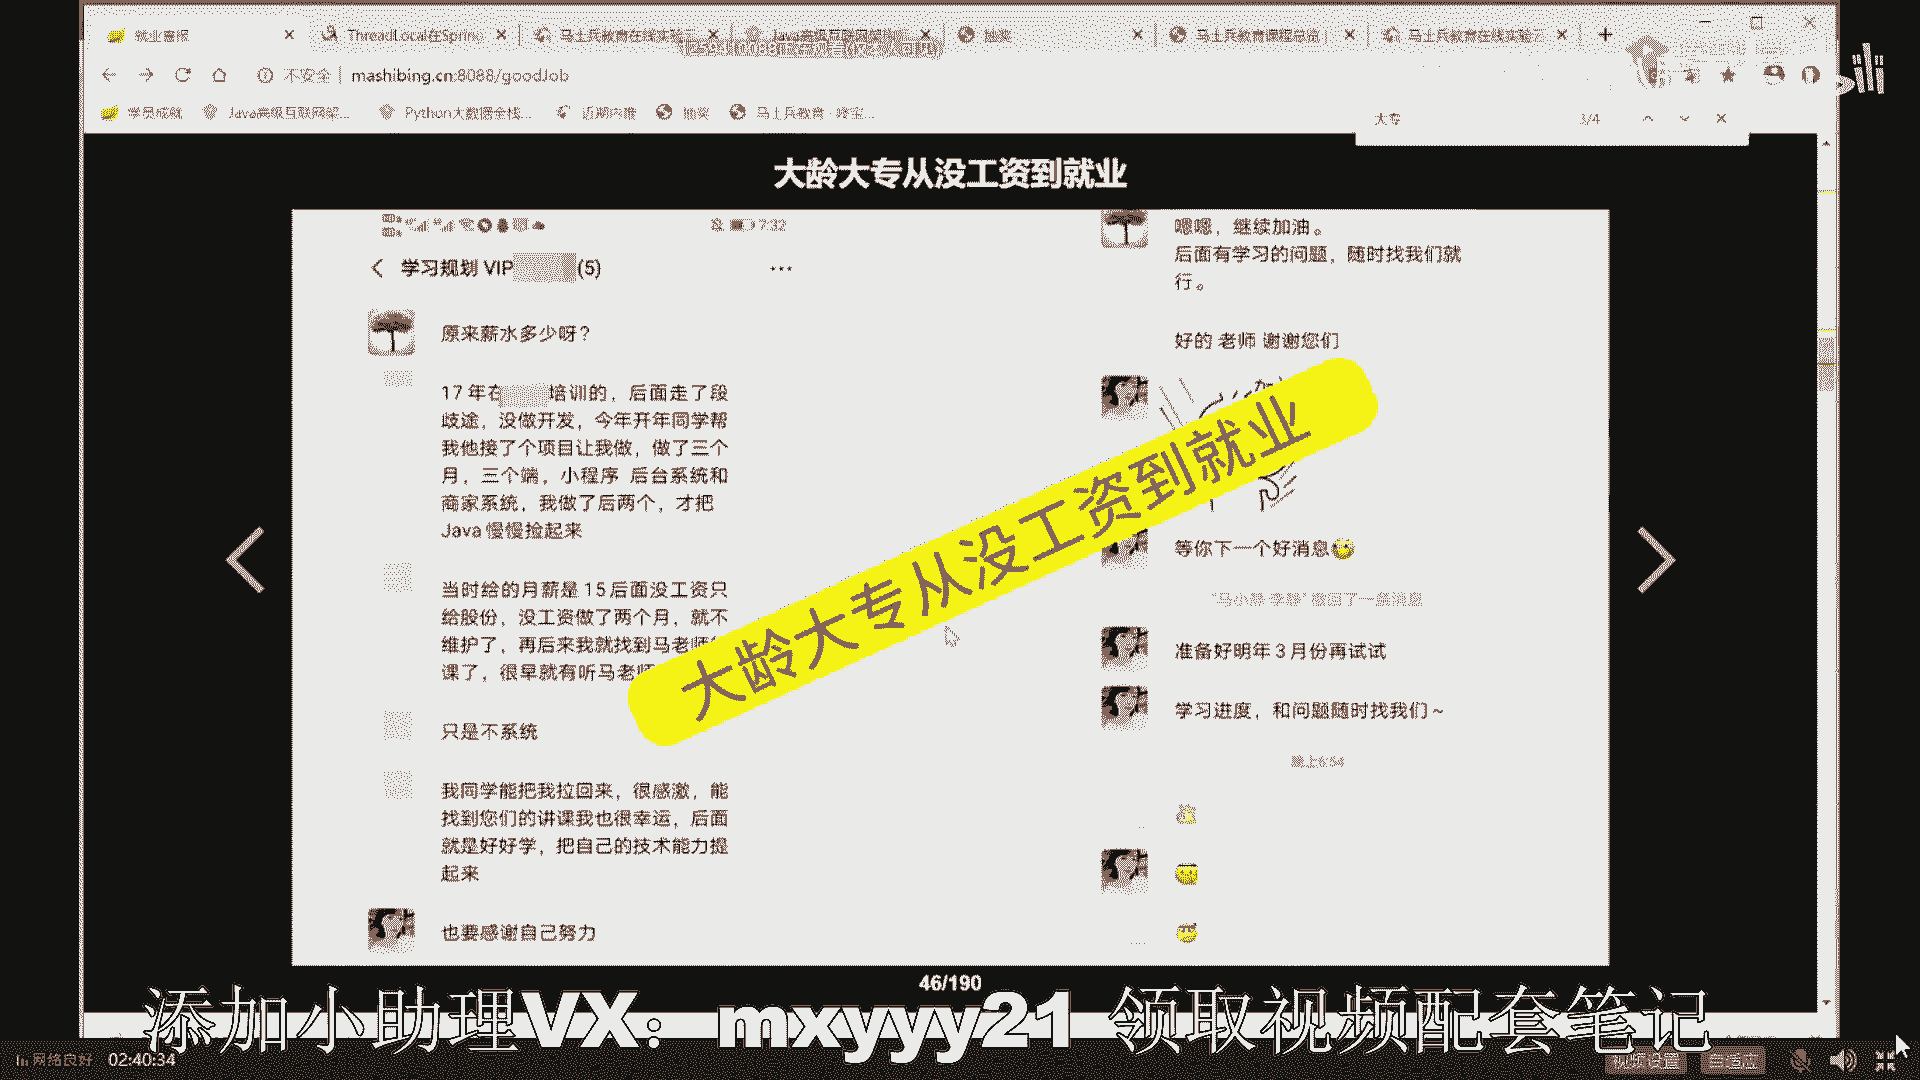 就业喜报
ThreadLocal在Spring
马士兵教育在线实验
Java高级互联网架构
抽奖
马士兵教育课程总览
马士兵教育在线实验
不安全
mashibing.cn:8088/goodJob
学员成就
Java高级互联网架...
Python大数据全栈...
近期内推
抽奖
马士兵教育
大专
3/4
大龄大专从没工资到就业
7:32
学习规划 VIP
(5)
原来薪水多少呀？
17 年在
培训的，后面走了段
歧途，没做开发，今年开年同学帮
我他接了个项目让我做，做了三个
月，三个端，小程序 后台系统和
商家系统，我做了后两个，才把
Java 慢慢捡起来
当时给的月薪是 15 后面没工资只
给股份，没工资做了两个月，就不
维护了，再后来我就找到马老师
课了，很早就有听马老师
只是不系统
我同学能把我拉回来，很感激，能
找到您们的讲课我也很幸运，后面
就是好好学，把自己的技术能力提
起来
也要感谢自己努力
嗯嗯，继续加油。
后面有学习的问题，随时找我们就
行。
好的 老师 谢谢您们
等你下一个好消息
撤回了一条消息
准备好明年 3 月份再试试
学习进度，和问题随时找我们～
晚上6:54
大龄大专从没工资到就业
46/190
添加小助理VX：mxyyy21 领取视频配套笔记
网络良好
02:40:34
视频设置
自适应